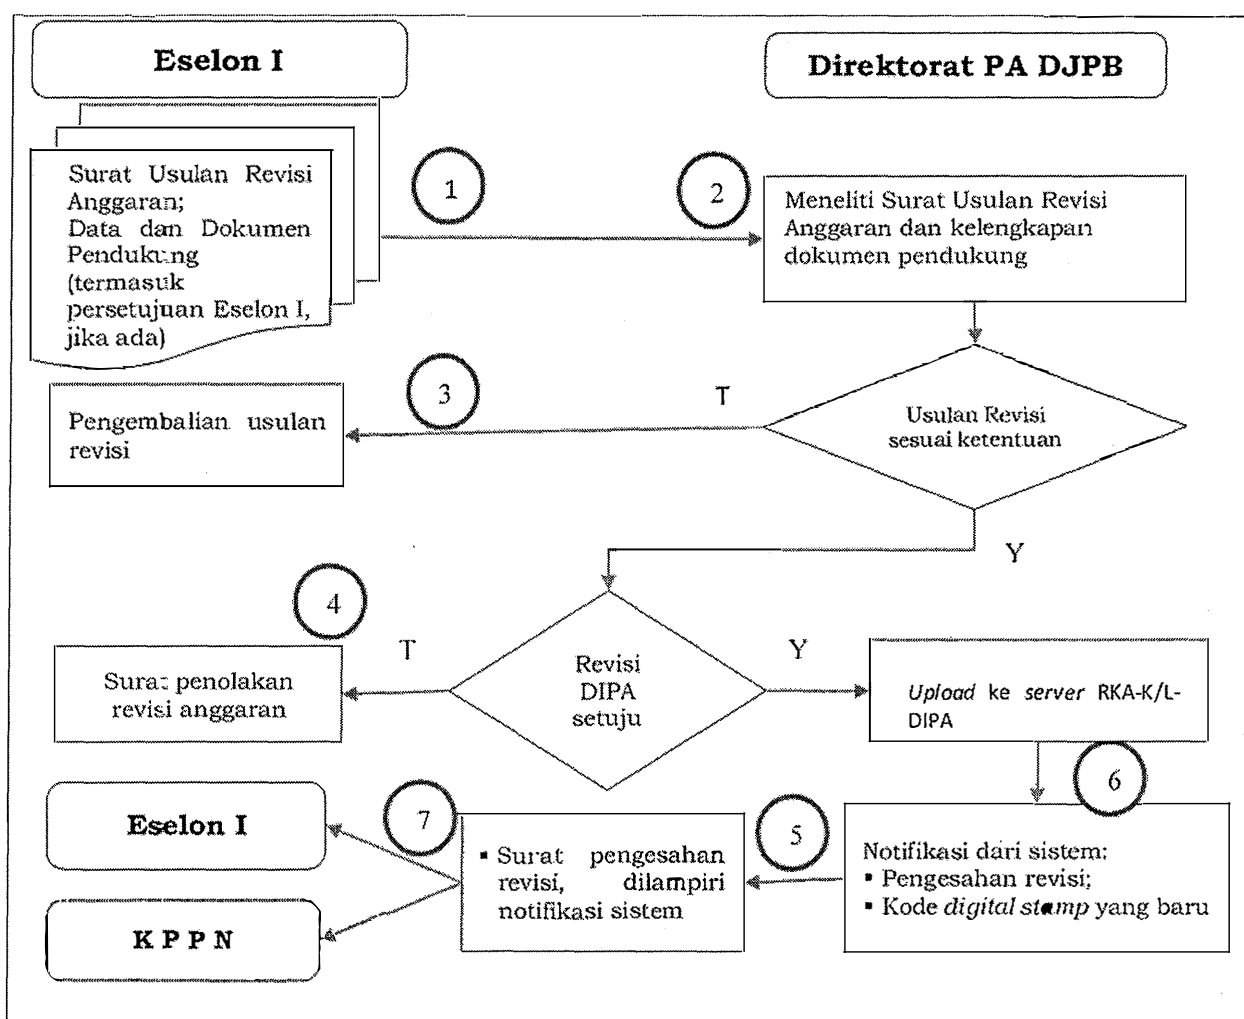 Eselon I
Direktorat PA DJPB
Surat Usulan Revisi
Anggaran;
Data dan Dokumen
Pendukung
(termasuk
persetujuan Eselon I,
jika ada)
1
2
Meneliti Surat Usulan Revisi
Anggaran dan kelengkapan
dokumen pendukung
3
T
Pengembalian usulan
revisi
Usulan Revisi
sesuai ketentuan
Y
4
T
Surat penolakan
revisi anggaran
Revisi
DIPA
setuju
Y
Upload ke server RKA-K/L-
DIPA
6
Eselon I
K P P N
7
▪ Surat pengesahan
revisi, dilampiri
notifikasi sistem
5
Notifikasi dari sistem:
▪ Pengesahan revisi;
▪ Kode digital stamp yang baru